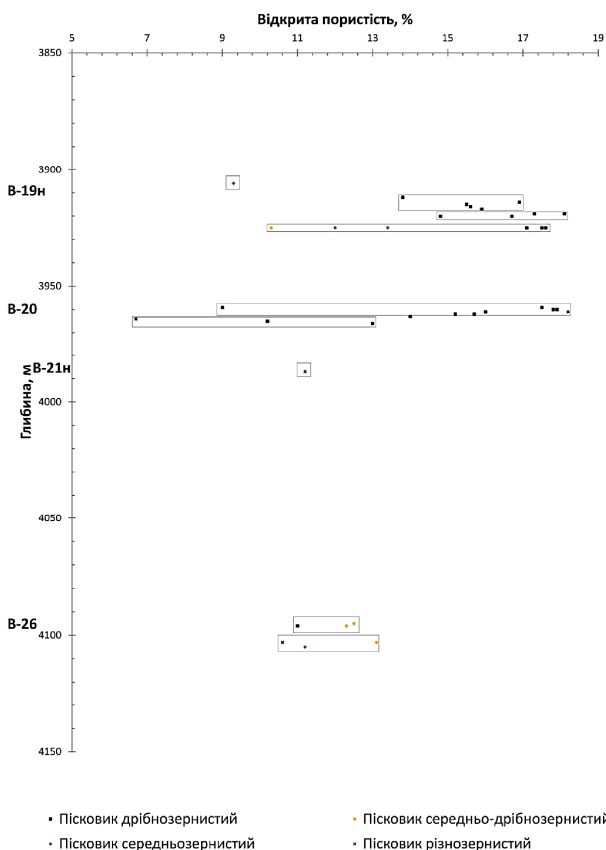 Відкрита пористість, %
5 7 9 11 13 15 17 19
3850
3900
В-19н
3950
В-20
В-21н
Глибина, м
4000
4050
В-26
4100
4150
Пісковик дрібнозернистий
Пісковик середньо-дрібнозернистий
Пісковик середньозернистий
Пісковик різнозернистий